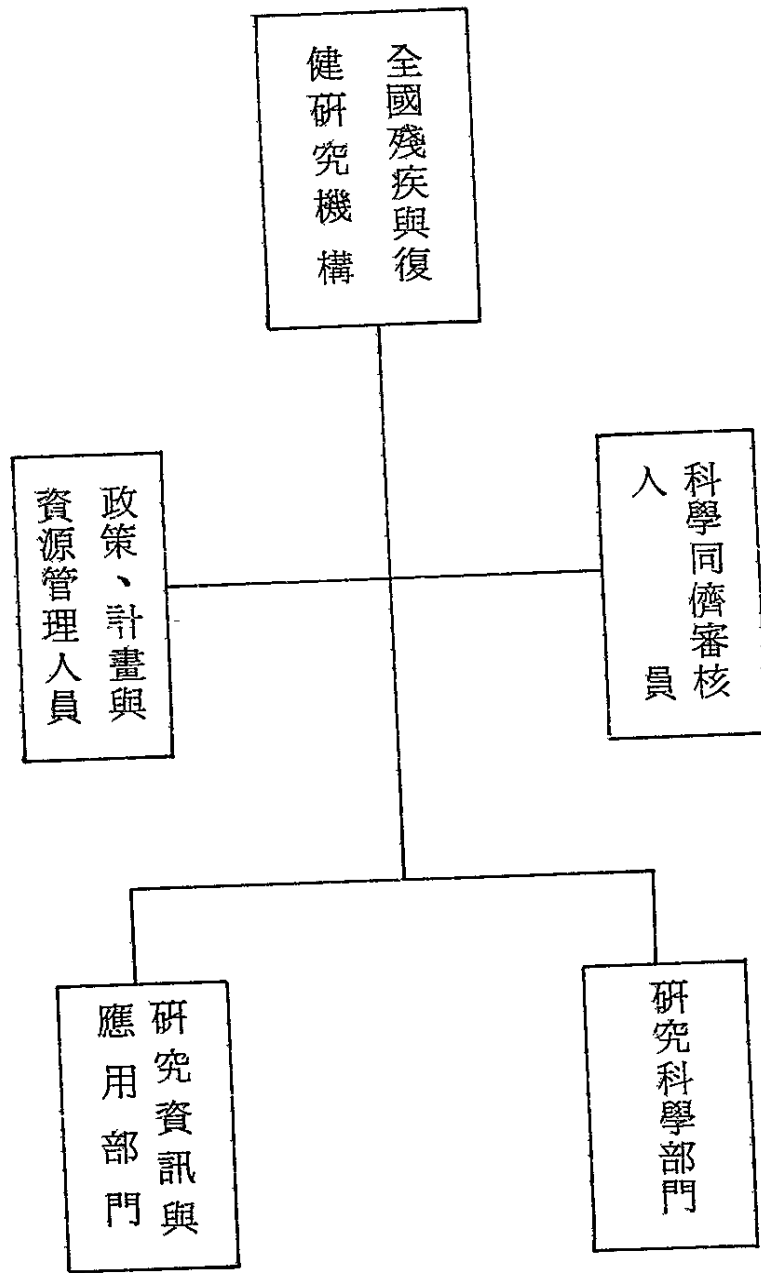 全國殘疾與復
健研究機構
科學同儕審核
人員
政策、計畫與
資源管理人員
研究科學部門
研究資訊與
應用部門